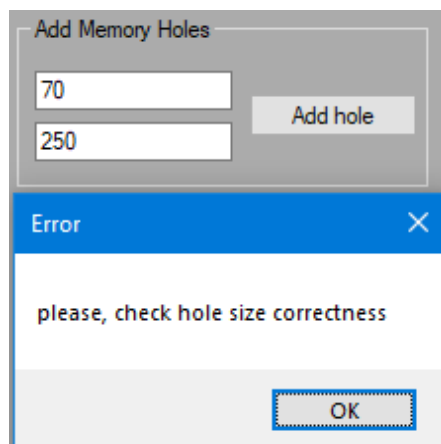 Add Memory Holes
70
Add hole
250
Error
please, check hole size correctness
OK